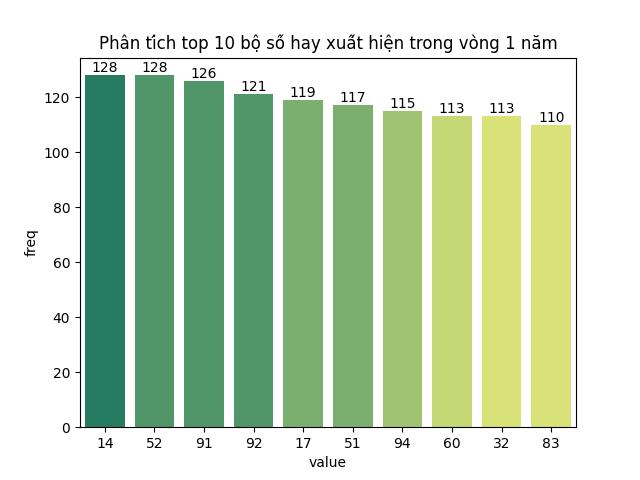 Phân tích top 10 bộ số hay xuất hiện trong vòng 1 năm
128 128 126 121 119 117 115 113 113 110
120
100
80
60
40
20
0
freq
14 52 91 92 17 51 94 60 32 83
value